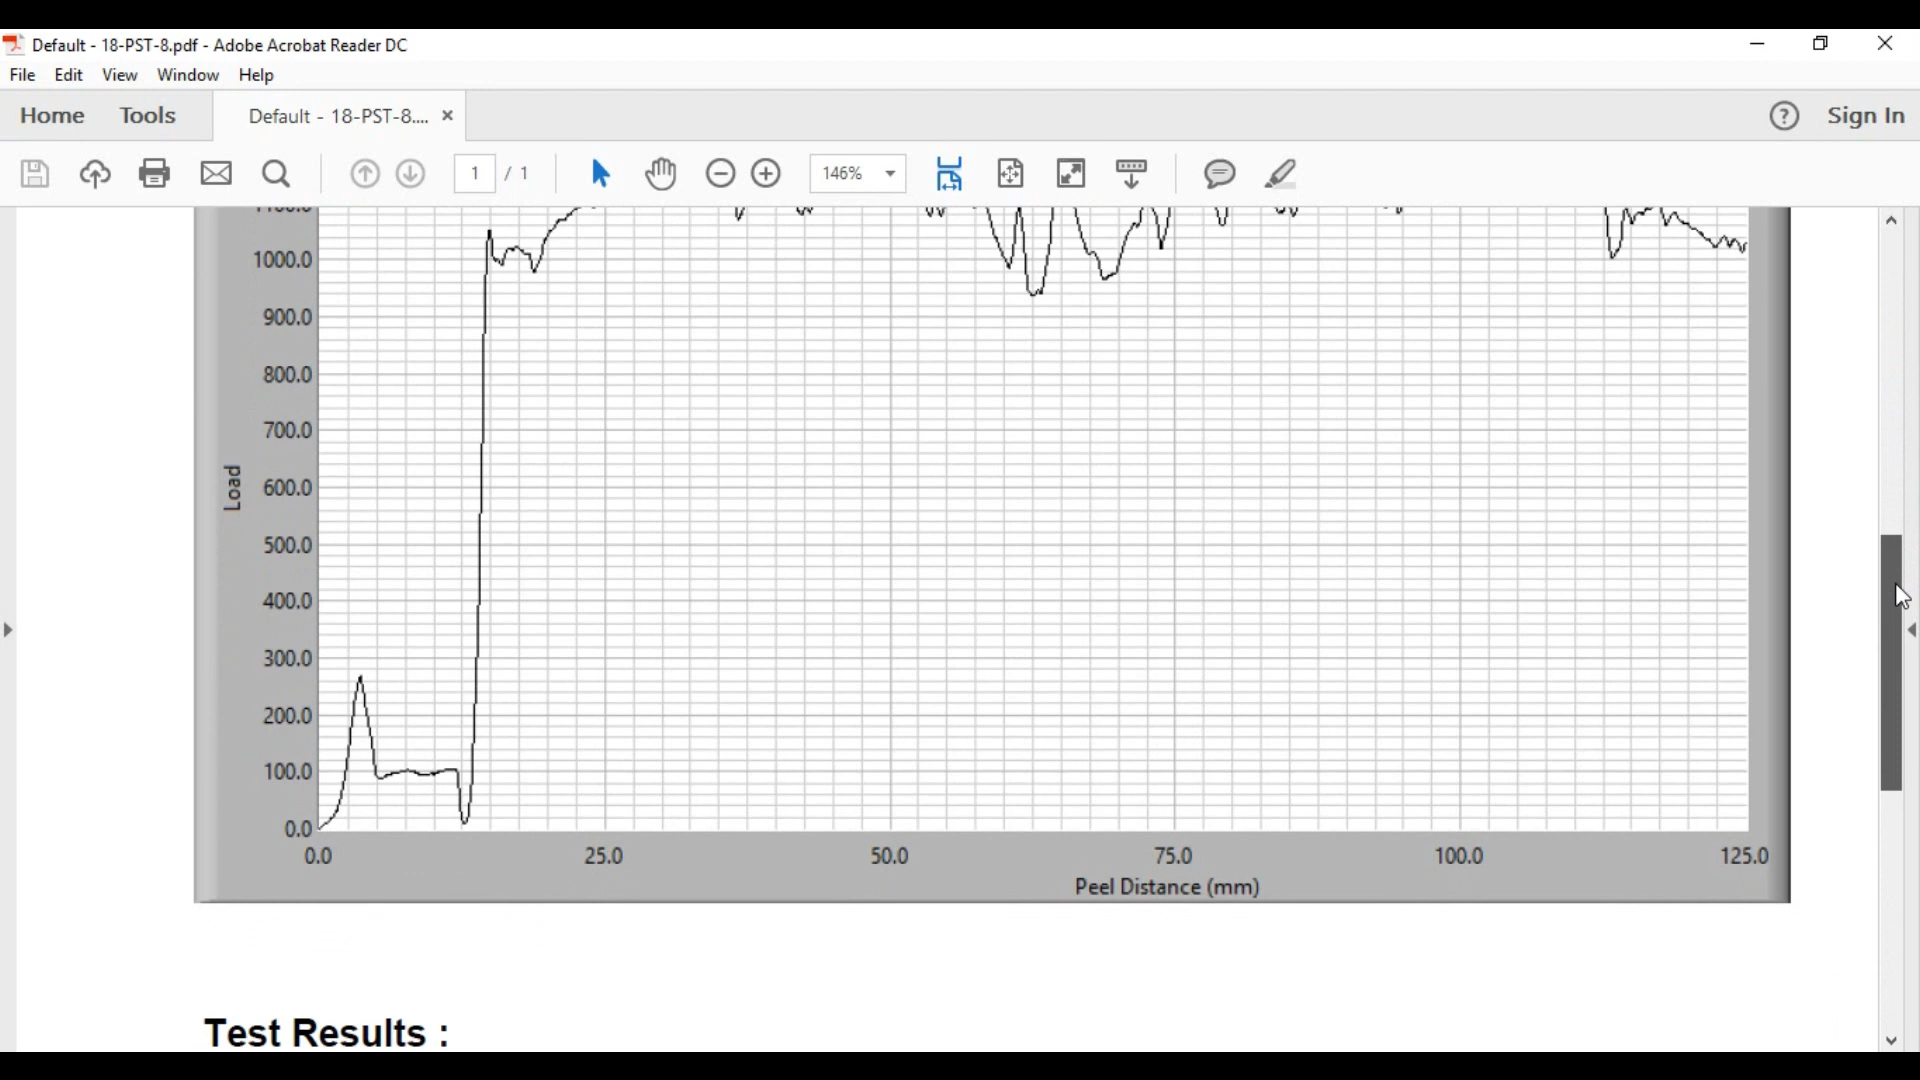 Default - 18-PST-8.pdf - Adobe Acrobat Reader DC
File Edit View Window Help
Home Tools Default - 18-PST-8.... × ? Sign In
1 / 1 146%
1000.0
900.0
800.0
700.0
600.0
500.0
400.0
300.0
200.0
100.0
0.0
Load
0.0 25.0 50.0 75.0 100.0 125.0
Peel Distance (mm)
Test Results :